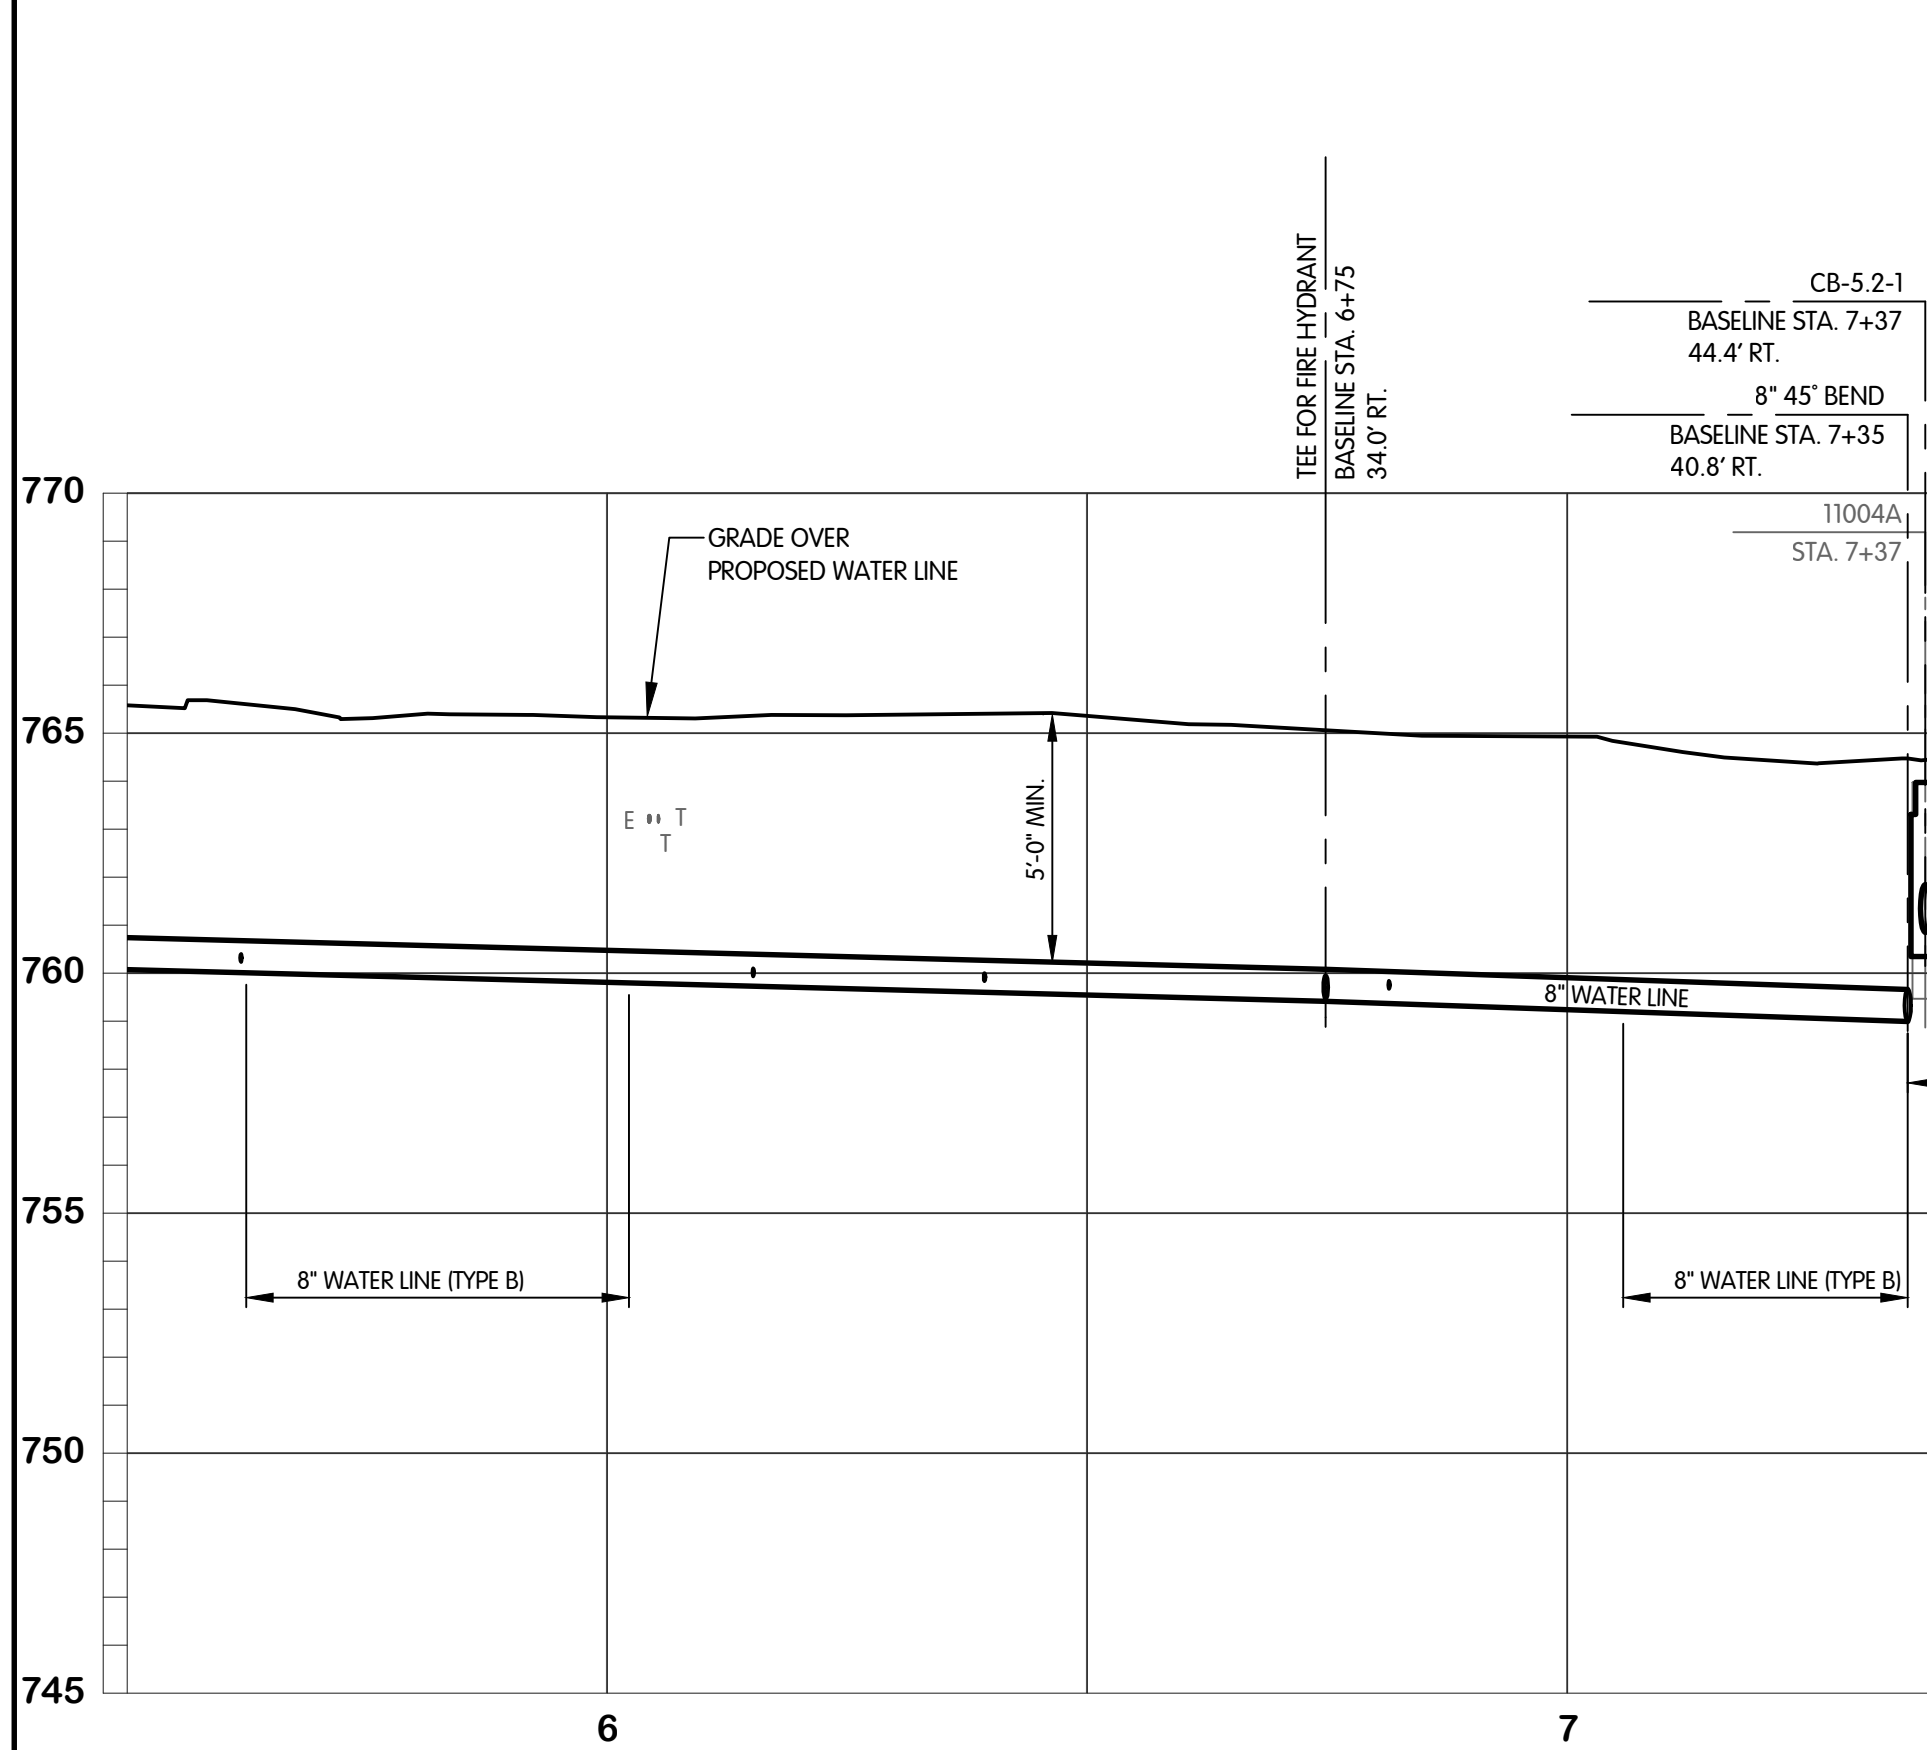 TEE FOR FIRE HYDRANT
BASELINE STA. 6+75
34.0' RT.
CB-5.2-1
BASELINE STA. 7+37
44.4' RT.
8" 45° BEND
BASELINE STA. 7+35
40.8' RT.
11004A
STA. 7+37
770
GRADE OVER
PROPOSED WATER LINE
765
E T
T
5'-0" MIN.
760
8" WATER LINE
755
8" WATER LINE (TYPE B)
8" WATER LINE (TYPE B)
750
745
6
7